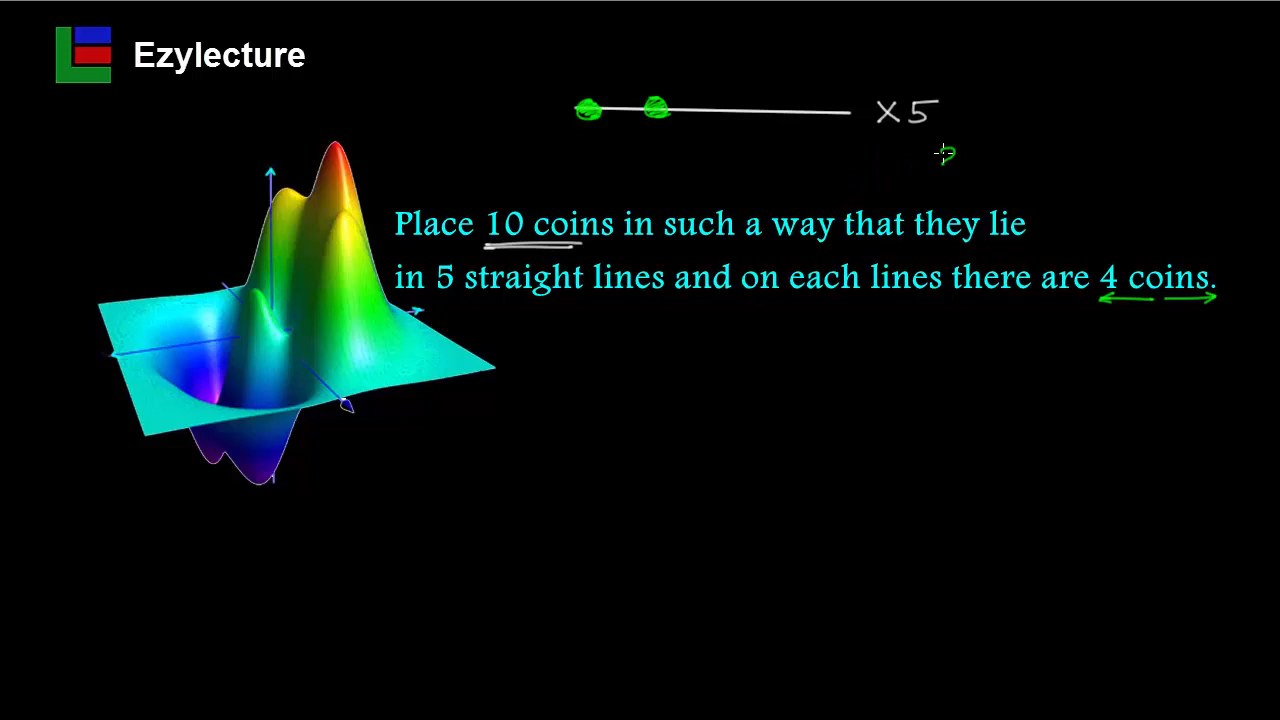 Ezylecture
×5
Place 10 coins in such a way that they lie
in 5 straight lines and on each lines there are 4 coins.